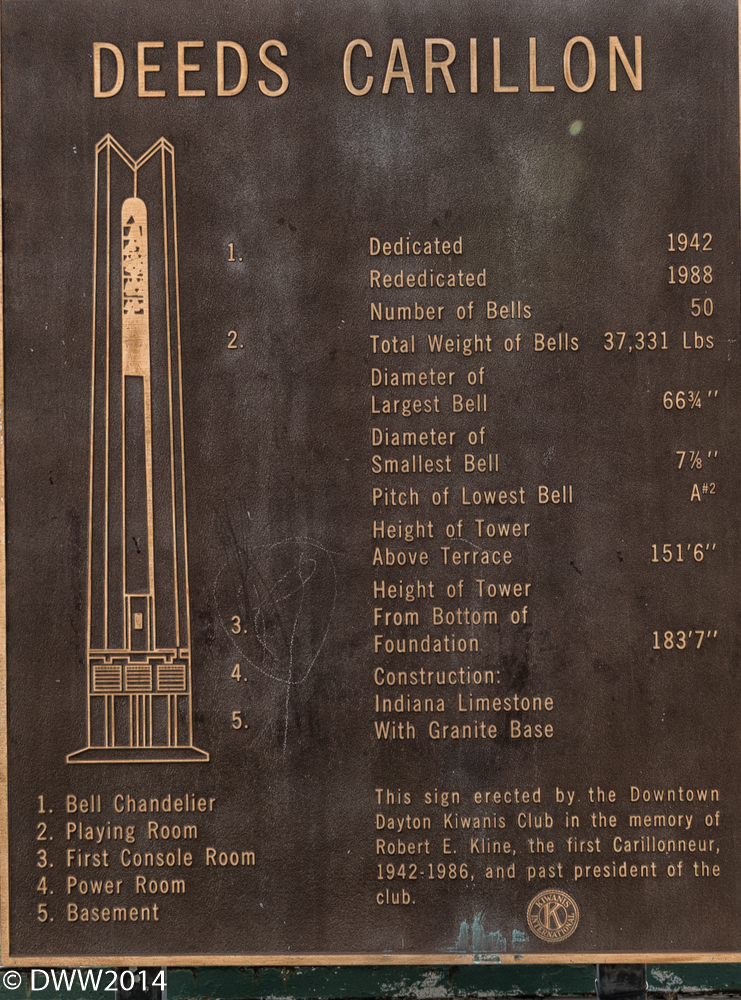 DEEDS CARILLON
1.
Dedicated 1942
Rededicated 1988
Number of Bells 50
2.
Total Weight of Bells 37,331 Lbs
Diameter of
Largest Bell 66¾"
Diameter of
Smallest Bell 7⅞"
Pitch of Lowest Bell A#2
Height of Tower
Above Terrace 151'6"
Height of Tower
3.
From Bottom of
Foundation 183'7"
4.
Construction:
Indiana Limestone
5.
With Granite Base
1. Bell Chandelier
2. Playing Room
3. First Console Room
4. Power Room
5. Basement
This sign erected by the Downtown
Dayton Kiwanis Club in the memory of
Robert E. Kline, the first Carillonneur,
1942-1986, and past president of the
club.
KIWANIS
K
INTERNATIONAL
© DWW2014